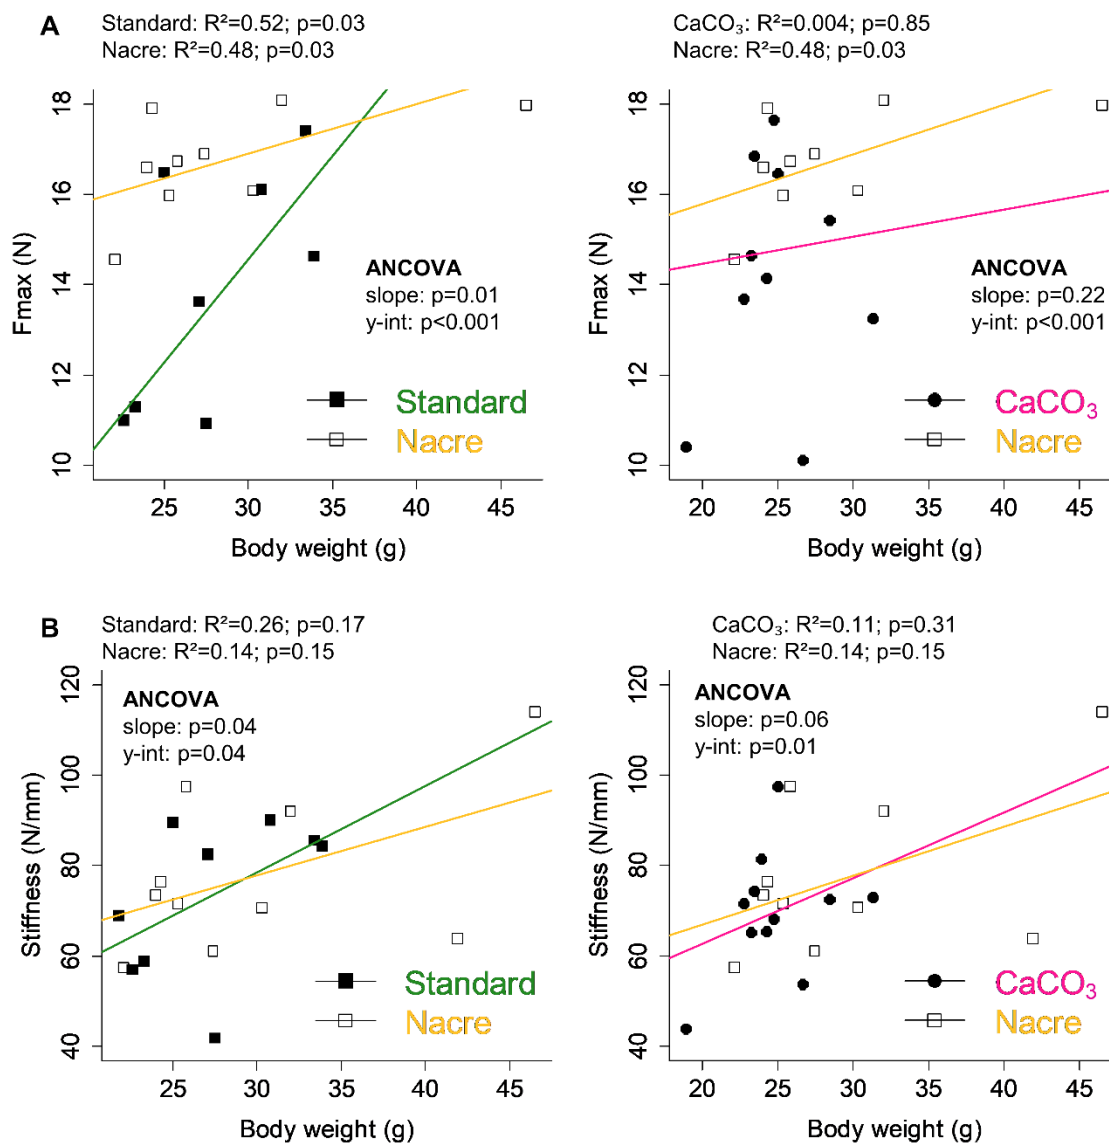 A
Standard: R²=0.52; p=0.03
Nacre: R²=0.48; p=0.03
18
16
14
12
10
Fmax (N)
ANCOVA
slope: p=0.01
y-int: p<0.001
Standard
Nacre
25
30
35
40
45
Body weight (g)
CaCO₃: R²=0.004; p=0.85
Nacre: R²=0.48; p=0.03
18
16
14
12
10
Fmax (N)
ANCOVA
slope: p=0.22
y-int: p<0.001
CaCO₃
Nacre
20
25
30
35
40
45
Body weight (g)
B
Standard: R²=0.26; p=0.17
Nacre: R²=0.14; p=0.15
120
100
80
60
40
Stiffness (N/mm)
ANCOVA
slope: p=0.04
y-int: p=0.04
Standard
Nacre
25
30
35
40
45
Body weight (g)
CaCO₃: R²=0.11; p=0.31
Nacre: R²=0.14; p=0.15
120
100
80
60
40
Stiffness (N/mm)
ANCOVA
slope: p=0.06
y-int: p=0.01
CaCO₃
Nacre
20
25
30
35
40
45
Body weight (g)